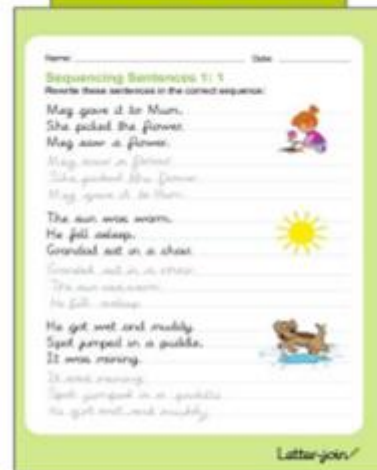 Name: Date:
Sequencing Sentences 1: 1
Rewrite these sentences in the correct sequence:
Meg gave it to Mum.
She picked the flower.
Meg saw a flower.
Meg saw a flower.
She picked the flower.
Meg gave it to Mum.
The sun was warm.
He fell asleep.
Grandad sat in a chair.
Grandad sat in a chair.
The sun was warm.
He fell asleep.
He got wet and muddy.
Spot jumped in a puddle.
It was raining.
It was raining.
Spot jumped in a puddle.
He got wet and muddy.
Letter-join